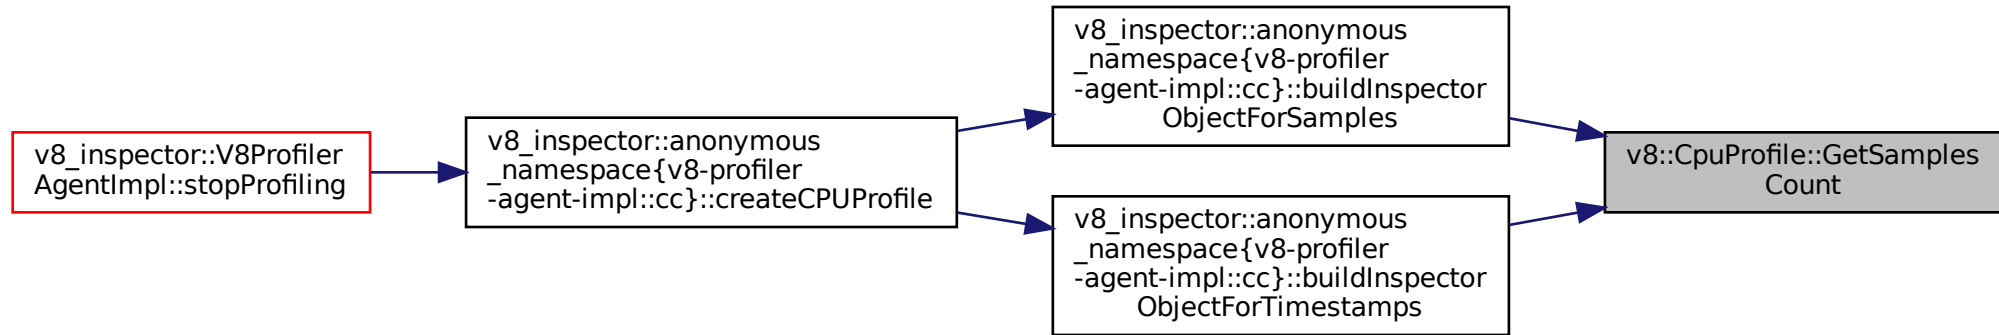 v8_inspector::V8Profiler
AgentImpl::stopProfiling
v8_inspector::anonymous
_namespace{v8-profiler
-agent-impl::cc}::createCPUProfile
v8_inspector::anonymous
_namespace{v8-profiler
-agent-impl::cc}::buildInspector
ObjectForSamples
v8_inspector::anonymous
_namespace{v8-profiler
-agent-impl::cc}::buildInspector
ObjectForTimestamps
v8::CpuProfile::GetSamples
Count